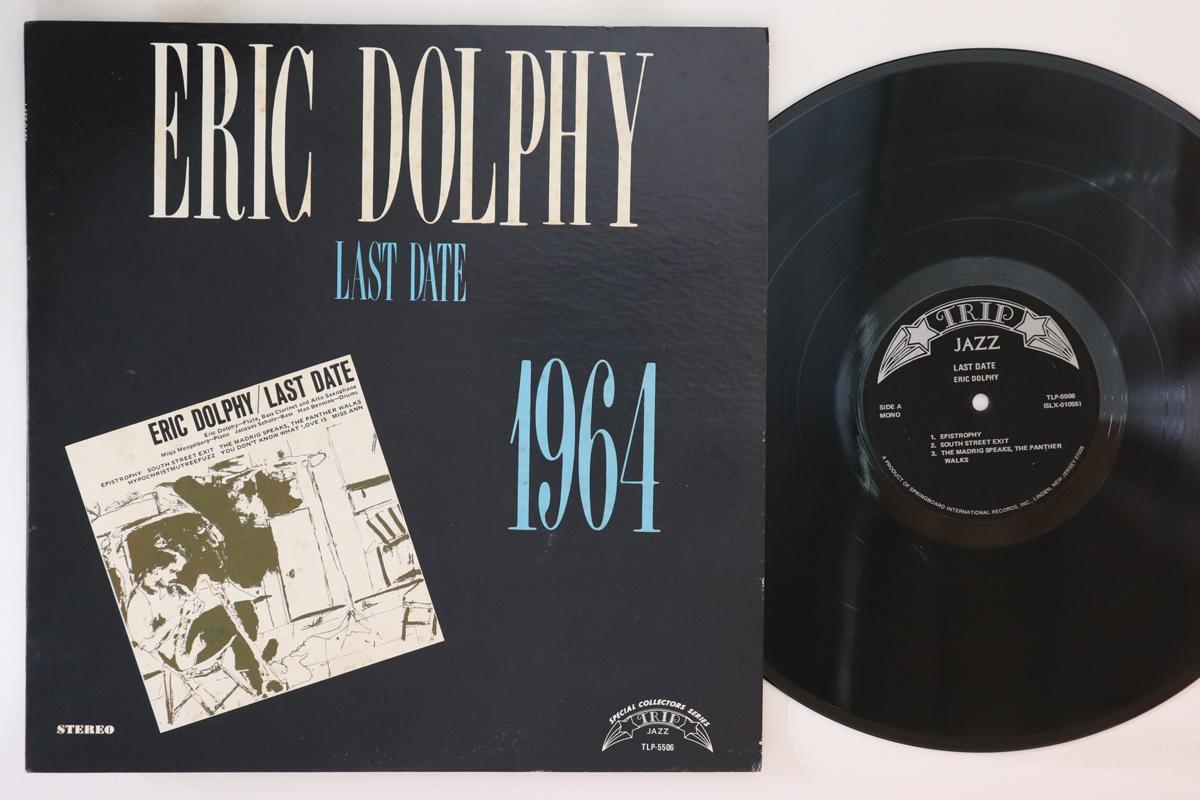 ERIC DOLPHY
LAST DATE
1964
ERIC DOLPHY/LAST DATE
Eric Dolphy—Flute, Bass Clarinet and Alto Saxophone
Misja Mengelberg—Piano Jacques Schols—Bass Han Bennink—Drums
EPISTROPHY SOUTH STREET EXIT THE MADRIG SPEAKS, THE PANTHER WALKS
HYPOCHRISTMUTREEFUZZ YOU DON'T KNOW WHAT LOVE IS MISS ANN
STEREO
SPECIAL COLLECTORS SERIES
TRIP
JAZZ
TLP-5506
TRIP
JAZZ
LAST DATE
ERIC DOLPHY
SIDE A
MONO
TLP-5506
(SLX-01055)
1. EPISTROPHY
2. SOUTH STREET EXIT
3. THE MADRIG SPEAKS, THE PANTHER
WALKS
A PRODUCT OF SPRINGBOARD INTERNATIONAL RECORDS, INC., LINDEN, NEW JERSEY 07036